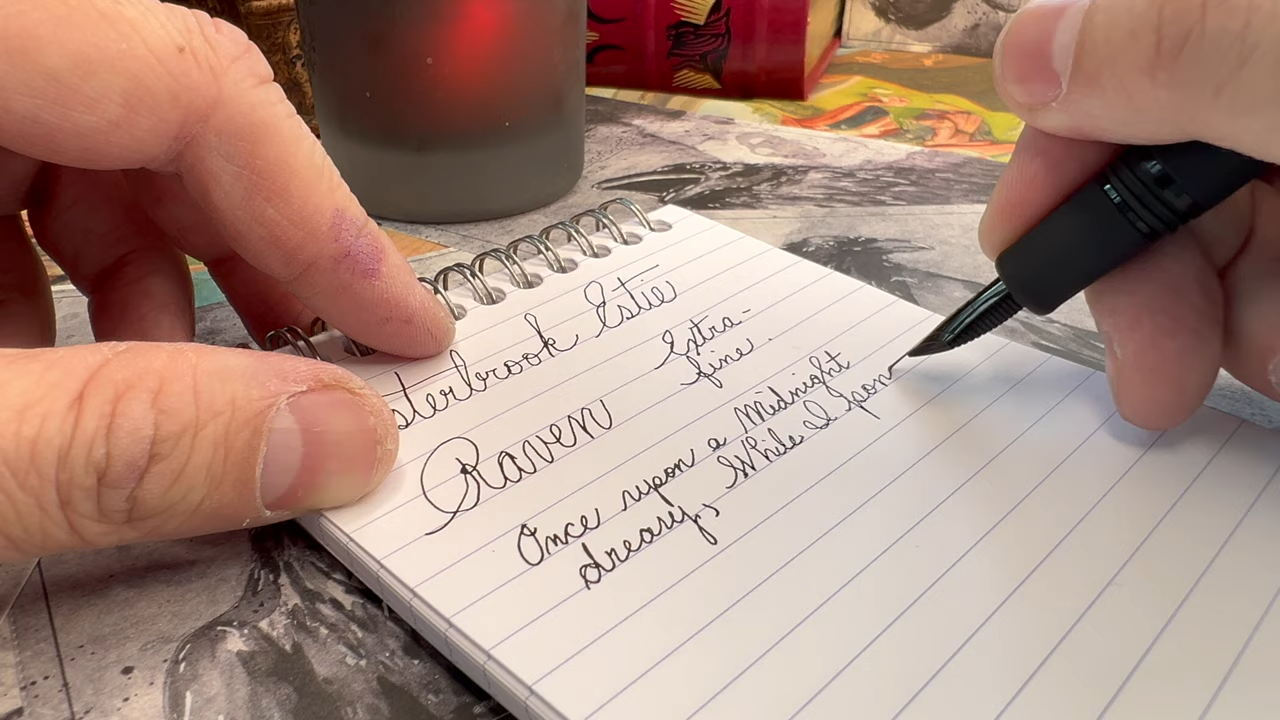 sterbrook Estie
Raven
Extra-
fine.
Once upon a Midnight
dreary, While I pon